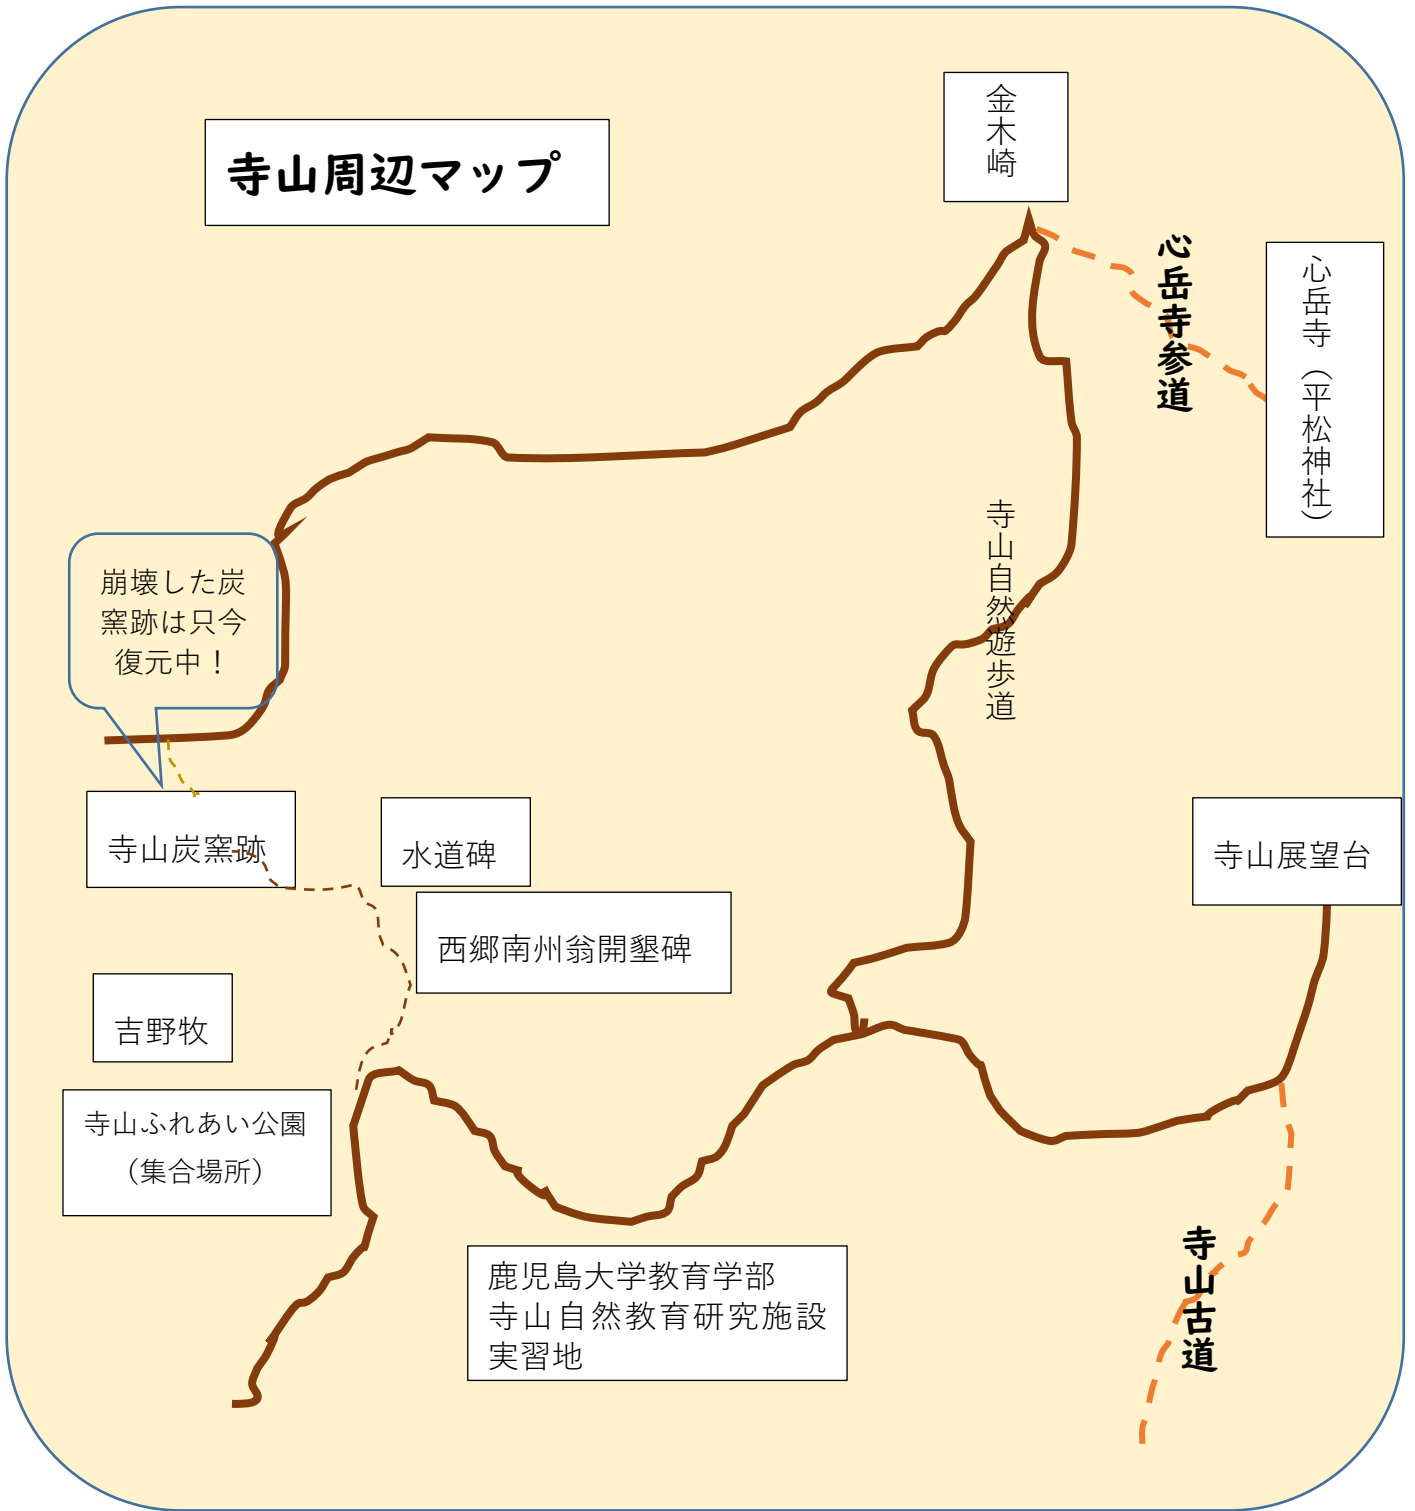 寺山周辺マップ
金木崎
心岳寺参道
心岳寺（平松神社）
崩壊した炭
窯跡は只今
復元中！
寺山自然遊歩道
寺山炭窯跡
水道碑
寺山展望台
西郷南州翁開墾碑
吉野牧
寺山ふれあい公園
（集合場所）
鹿児島大学教育学部
寺山自然教育研究施設
実習地
寺山古道